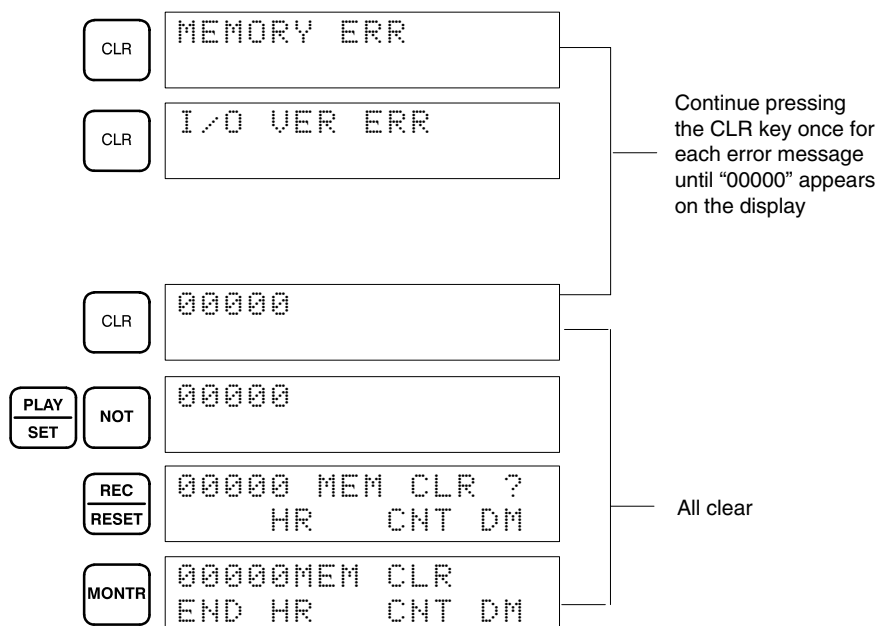 CLR
MEMORY ERR
CLR
I/O VER ERR
Continue pressing
the CLR key once for
each error message
until “00000” appears
on the display
CLR
00000
PLAY
SET
NOT
00000
REC
RESET
00000 MEM CLR ?
HR CNT DM
All clear
MONTR
00000MEM CLR
END HR CNT DM